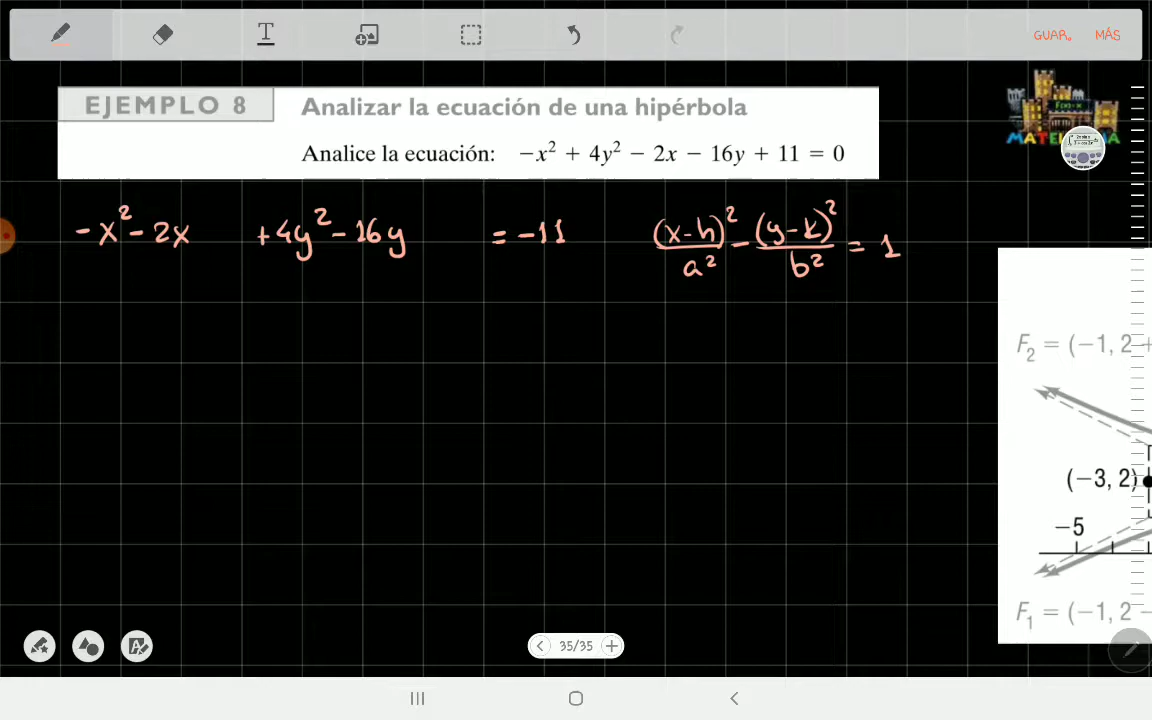 T
GUAR. MÁS
EJEMPLO 8 Analizar la ecuación de una hipérbola
Analice la ecuación: −x² + 4y² − 2x − 16y + 11 = 0
-x² - 2x + 4y² - 16y = -11 (x-h)²/a² - (y-k)²/b² = 1
F₂ = (−1, 2 +
(−3, 2)
−5
F₁ = (−1, 2 −
35/35